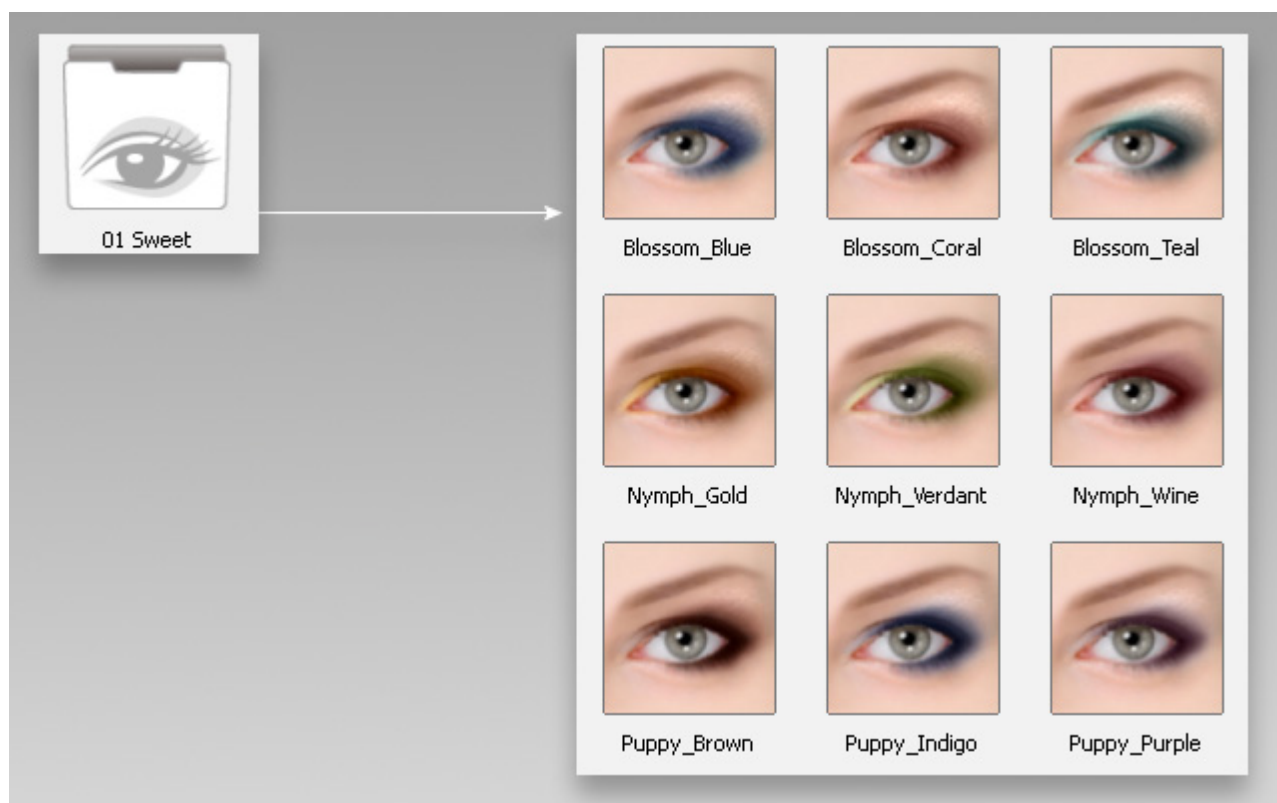 01 Sweet
Blossom_Blue
Blossom_Coral
Blossom_Teal
Nymph_Gold
Nymph_Verdant
Nymph_Wine
Puppy_Brown
Puppy_Indigo
Puppy_Purple